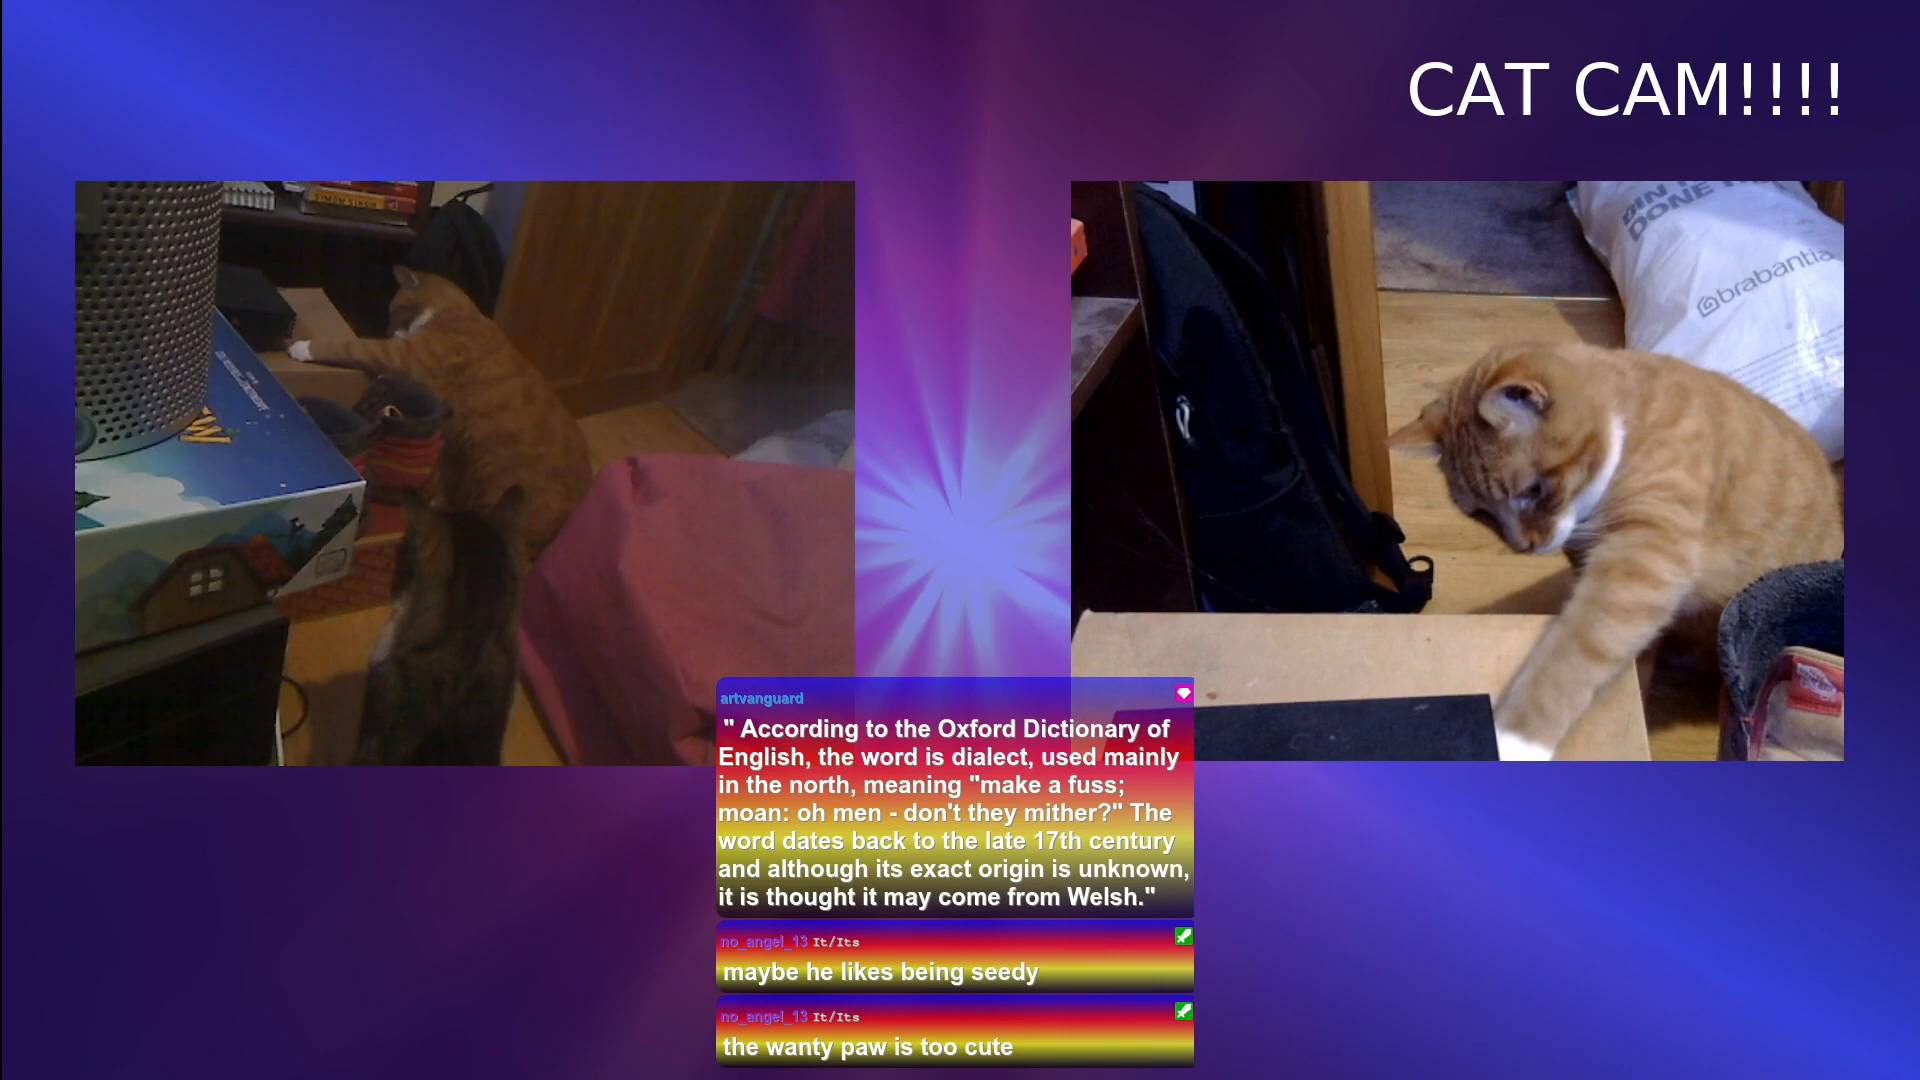 CAT CAM!!!!
SIMON SINGH
BIN
DONE
brabantia
artvanguard
" According to the Oxford Dictionary of
English, the word is dialect, used mainly
in the north, meaning "make a fuss;
moan: oh men - don't they mither?" The
word dates back to the late 17th century
and although its exact origin is unknown,
it is thought it may come from Welsh."
no_angel_13 It/Its
maybe he likes being seedy
no_angel_13 It/Its
the wanty paw is too cute